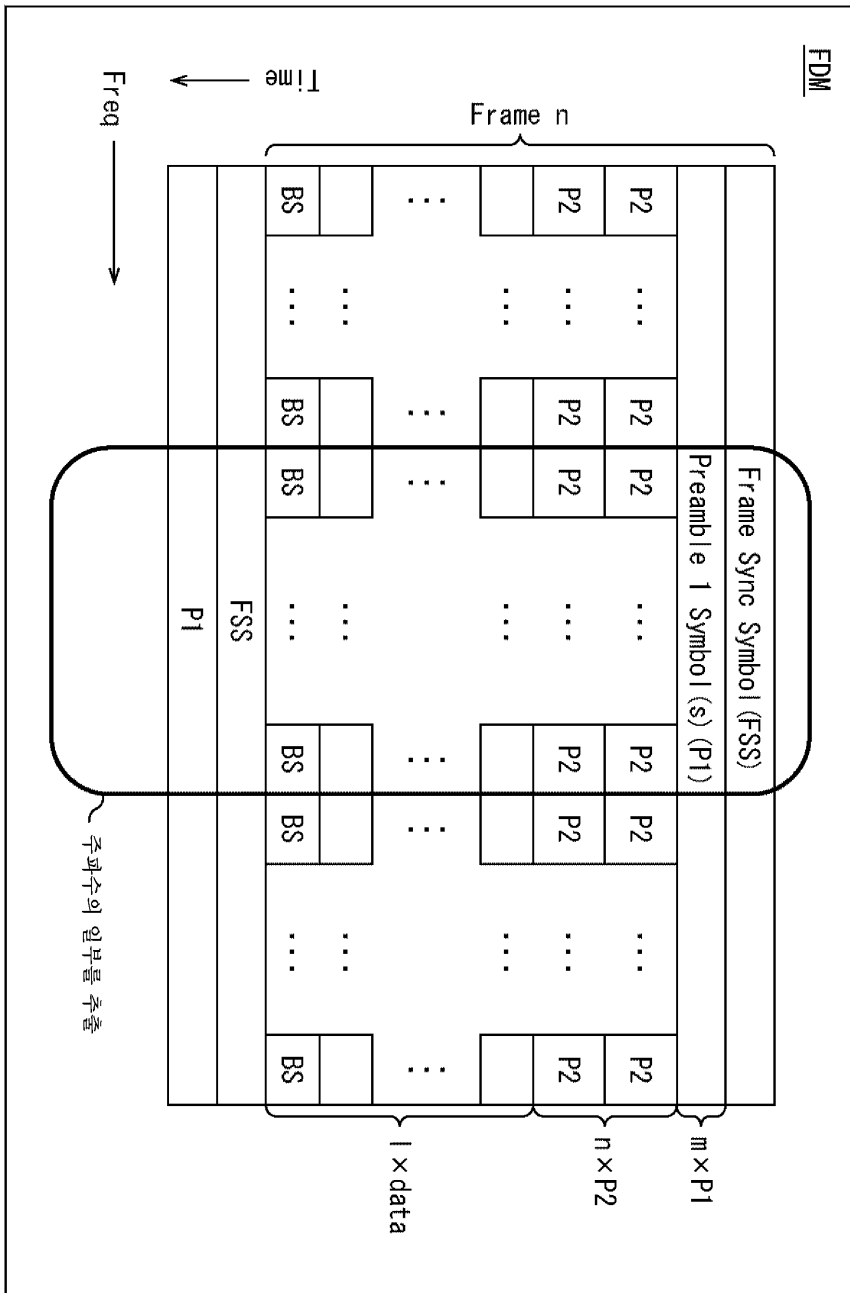 FDM
Frame Sync Symbol(FSS)
Preamble 1 Symbol(s)(P1)
m×P1
P2 ... P2 P2 ... P2 P2 ... P2
P2 ... P2 P2 ... P2 P2 ... P2
n×P2
Frame n
... ... ...
... ... ... ... ... ...
... ... ...
l×data
BS ... BS BS ... BS BS ... BS
FSS
P1
Time
Freq
주파수의 일부를 추출